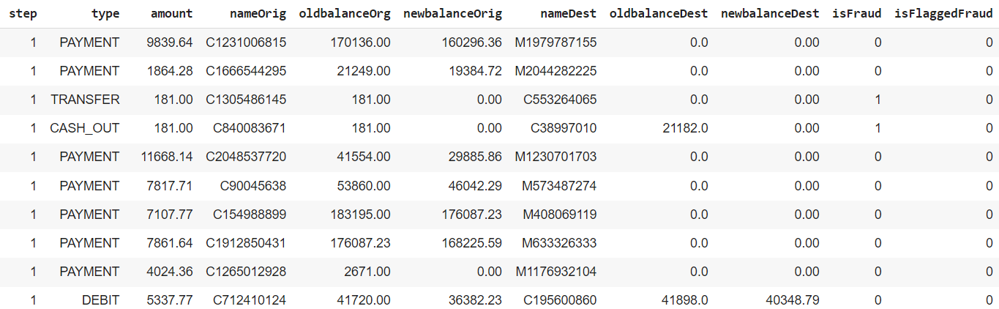 step type amount nameOrig oldbalanceOrg newbalanceOrig nameDest oldbalanceDest newbalanceDest isFraud isFlaggedFraud
1 PAYMENT 9839.64 C1231006815 170136.00 160296.36 M1979787155 0.0 0.00 0 0
1 PAYMENT 1864.28 C1666544295 21249.00 19384.72 M2044282225 0.0 0.00 0 0
1 TRANSFER 181.00 C1305486145 181.00 0.00 C553264065 0.0 0.00 1 0
1 CASH_OUT 181.00 C840083671 181.00 0.00 C38997010 21182.0 0.00 1 0
1 PAYMENT 11668.14 C2048537720 41554.00 29885.86 M1230701703 0.0 0.00 0 0
1 PAYMENT 7817.71 C90045638 53860.00 46042.29 M573487274 0.0 0.00 0 0
1 PAYMENT 7107.77 C154988899 183195.00 176087.23 M408069119 0.0 0.00 0 0
1 PAYMENT 7861.64 C1912850431 176087.23 168225.59 M633326333 0.0 0.00 0 0
1 PAYMENT 4024.36 C1265012928 2671.00 0.00 M1176932104 0.0 0.00 0 0
1 DEBIT 5337.77 C712410124 41720.00 36382.23 C195600860 41898.0 40348.79 0 0